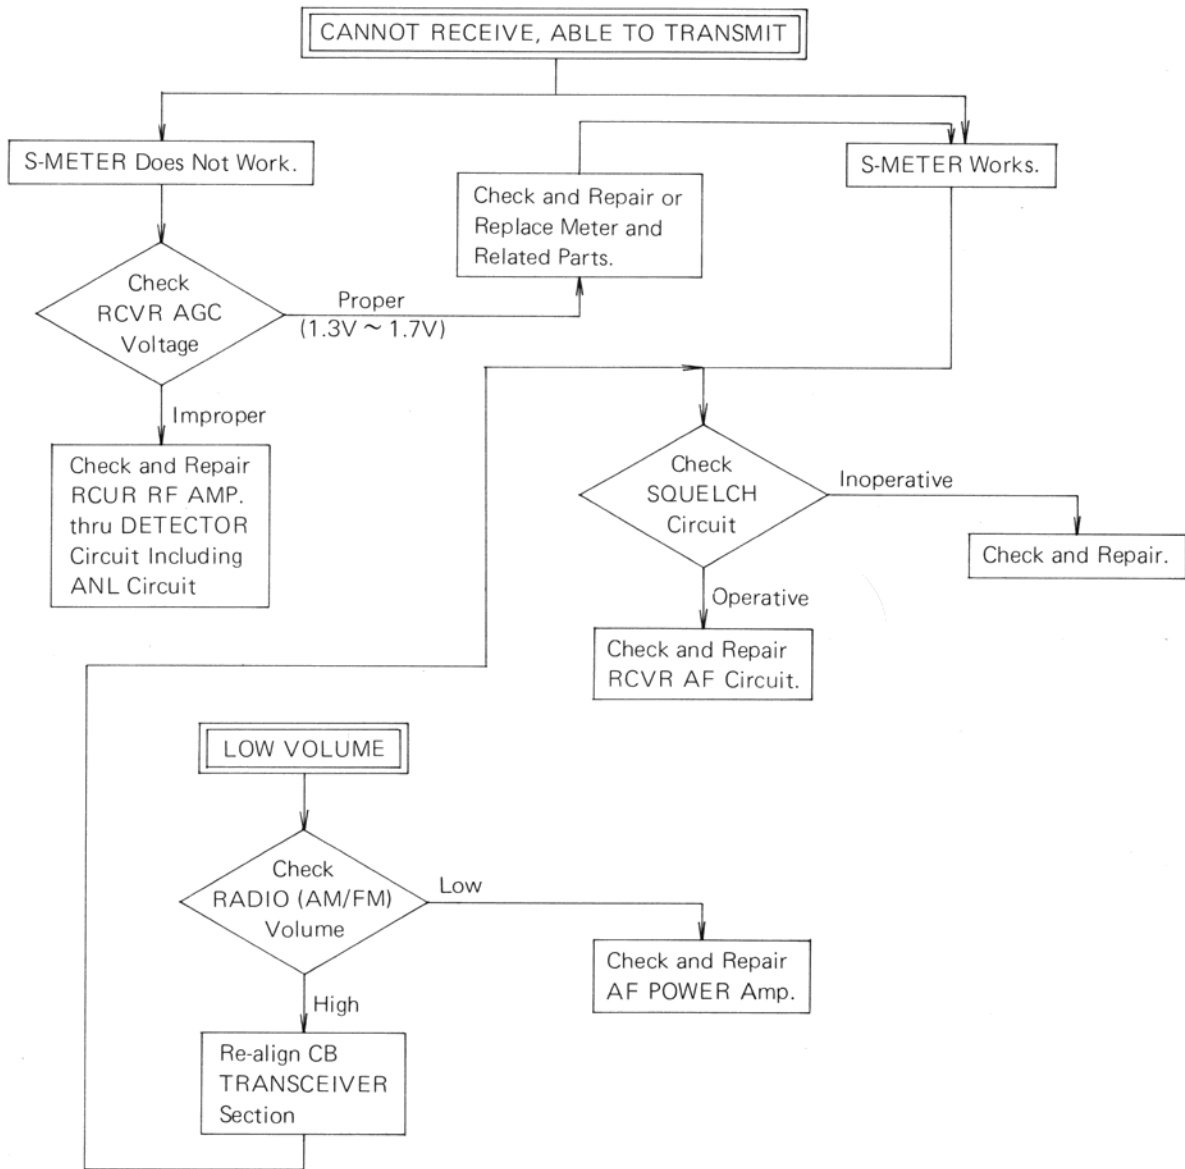 CANNOT RECEIVE, ABLE TO TRANSMIT
S-METER Does Not Work.
S-METER Works.
Check and Repair or
Replace Meter and
Related Parts.
Check
RCVR AGC
Voltage
Proper
(1.3V ~ 1.7V)
Improper
Check and Repair
RCUR RF AMP.
thru DETECTOR
Circuit Including
ANL Circuit
Check
SQUELCH
Circuit
Inoperative
Check and Repair.
Operative
Check and Repair
RCVR AF Circuit.
LOW VOLUME
Check
RADIO (AM/FM)
Volume
Low
Check and Repair
AF POWER Amp.
High
Re-align CB
TRANSCEIVER
Section